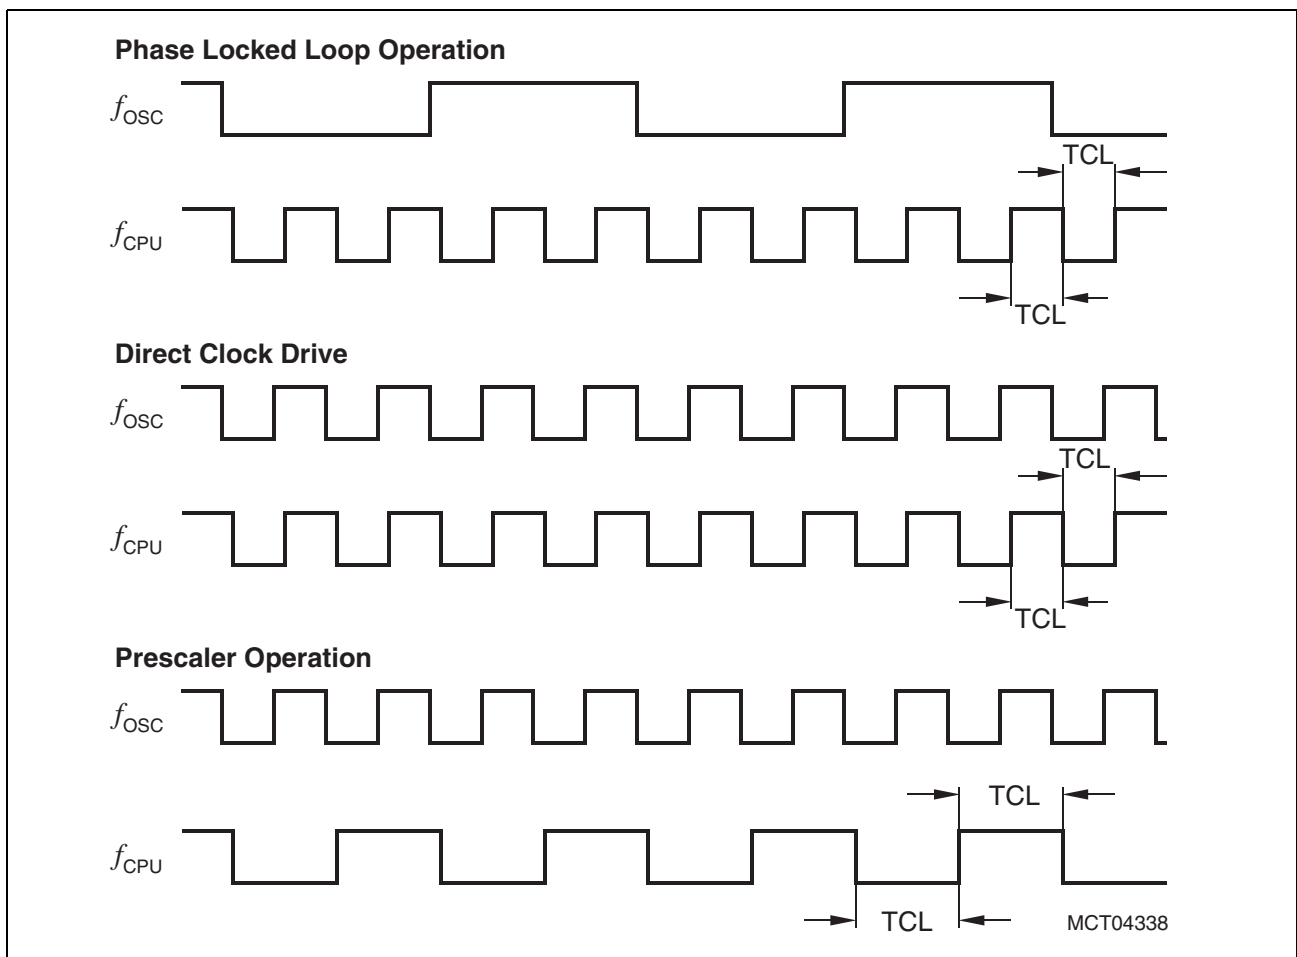 Phase Locked Loop Operation
fOSC
TCL
fCPU
TCL
Direct Clock Drive
fOSC
TCL
fCPU
TCL
Prescaler Operation
fOSC
TCL
fCPU
TCL
MCT04338